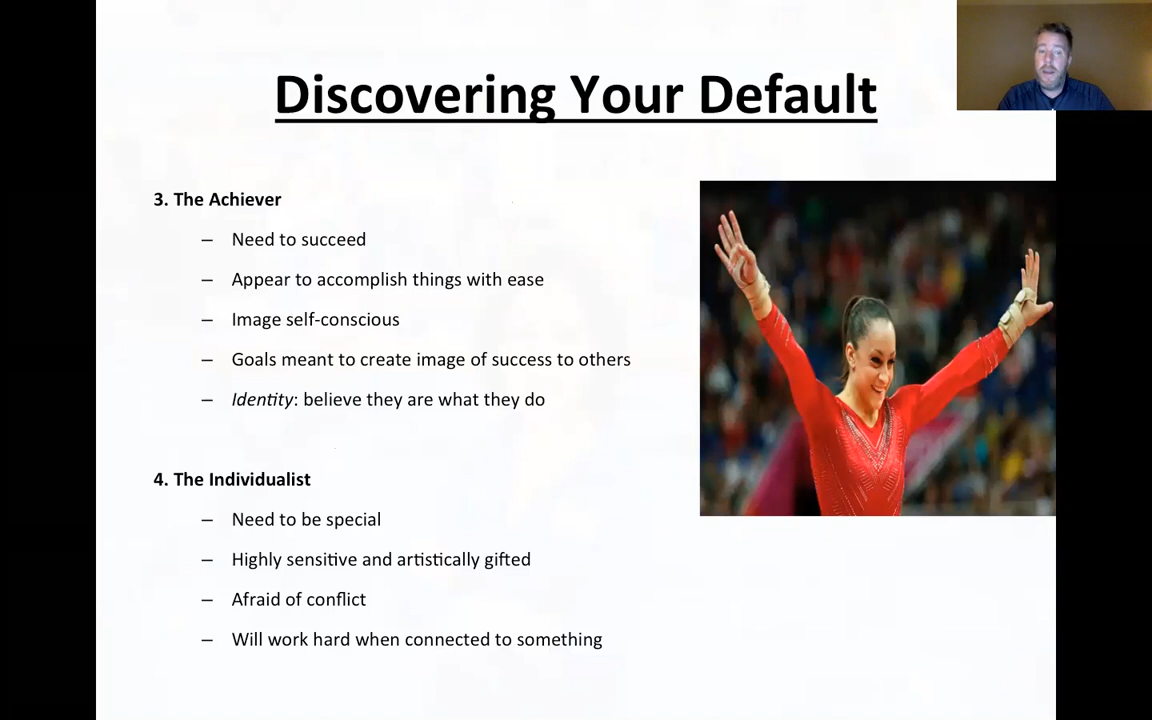 Discovering Your Default
3. The Achiever
– Need to succeed
– Appear to accomplish things with ease
– Image self-conscious
– Goals meant to create image of success to others
– Identity: believe they are what they do
4. The Individualist
– Need to be special
– Highly sensitive and artistically gifted
– Afraid of conflict
– Will work hard when connected to something